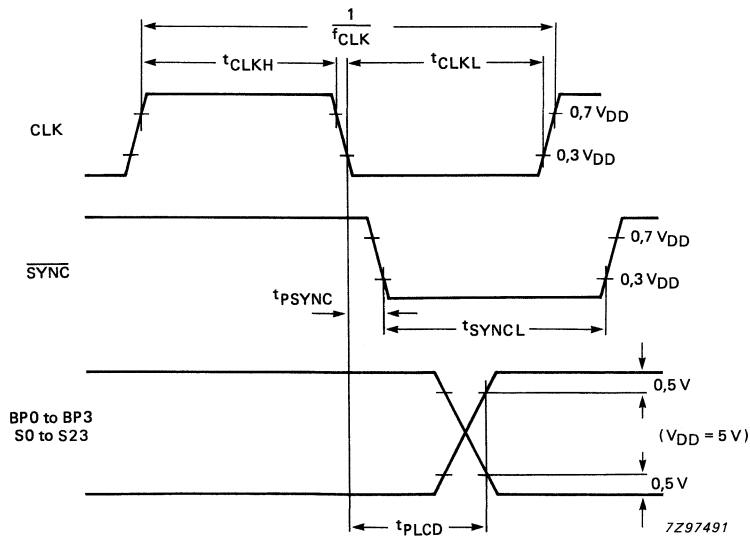 1
fCLK
tCLKH
tCLKL
CLK
0,7 VDD
0,3 VDD
SYNC
0,7 VDD
0,3 VDD
tPSYNC
tSYNCL
BP0 to BP3
S0 to S23
0,5 V
(VDD = 5 V)
0,5 V
tPLCD
7Z97491